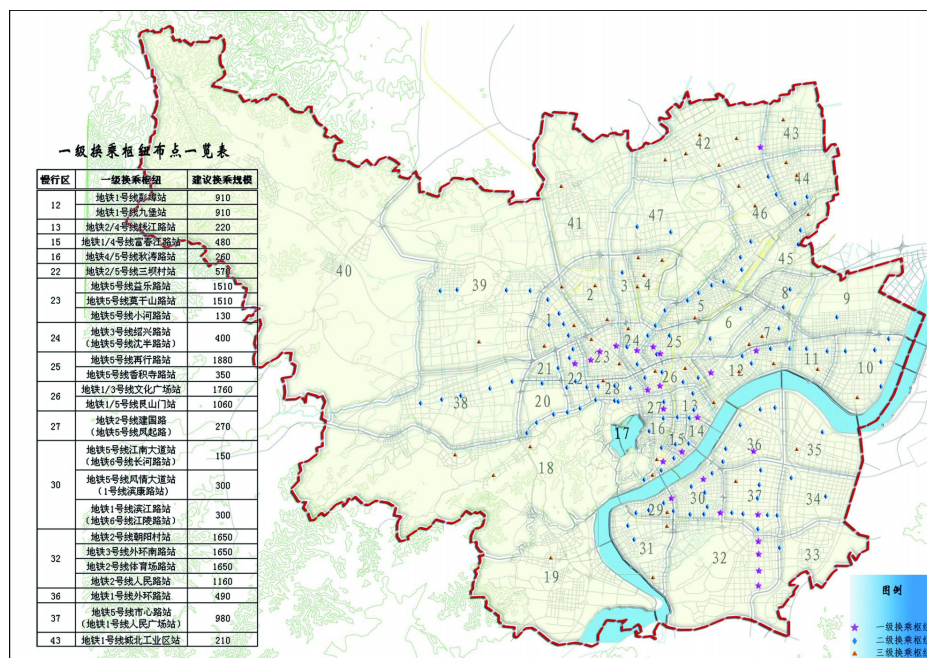 一级换乘枢纽布点一览表
慢行区 一级换乘枢纽 建议换乘规模
12 地铁1号线彭埠站 910
地铁1号线九堡站 910
13 地铁2/4号线钱江路站 220
15 地铁1/4号线富春江路站 480
16 地铁4/5号线秋涛路站 260
22 地铁2/5号线三坝村站 570
23 地铁5号线益乐路站 1510
地铁5号线莫干山路站 1510
地铁5号线小河路站 130
24 地铁3号线绍兴路站
(地铁5号线沈半路站) 400
25 地铁5号线再行路站 1880
地铁5号线香积寺路站 350
26 地铁1/3号线文化广场站 1760
地铁1/5号线艮山门站 1060
27 地铁2号线建国路
(地铁5号线凤起路) 270
30 地铁5号线江南大道站
(地铁6号线长河路站) 150
地铁5号线风情大道站
(1号线滨康路站) 300
地铁1号线滨江路站
(地铁6号线江陵路站) 300
32 地铁2号线朝阳村站 1650
地铁3号线外环南路站 1650
地铁2号线体育场路站 1650
地铁2号线人民路站 1160
36 地铁1号线外环路站 490
37 地铁5号线市心路站
(地铁1号线人民广场站) 980
43 地铁1号线城北工业区站 210
43
42
44
46
47
41
45
40
39
2
3
4
8
9
5
1
6
7
24
25
11
10
23
12
21
22
26
28
38
20
27
13
16
14
17
15
36
35
18
30
37
34
29
31
32
33
19
图例
一级换乘枢纽
二级换乘枢纽
三级换乘枢纽